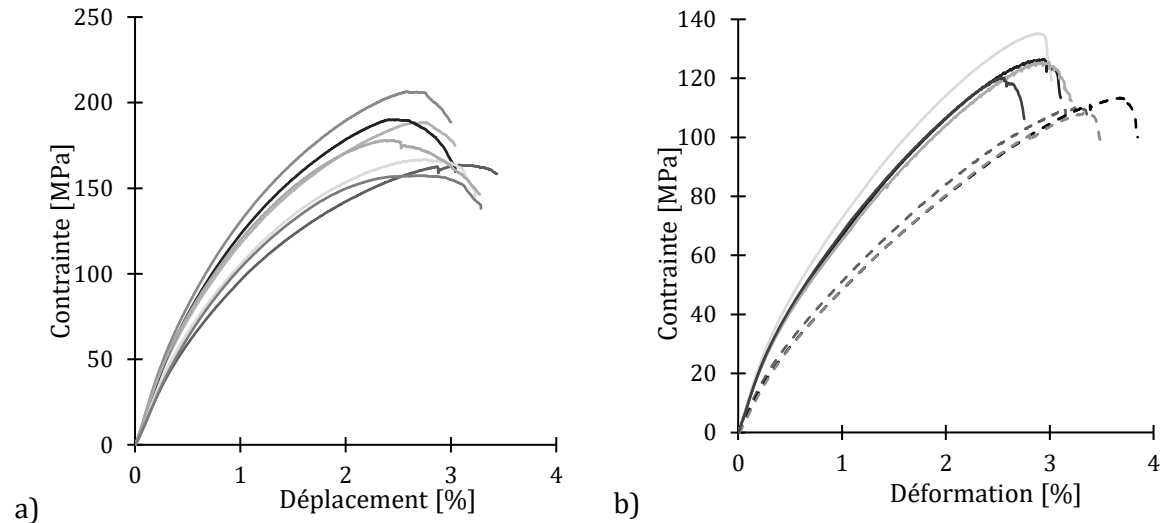 250
200
150
100
50
0
Contrainte [MPa]
0 1 2 3 4
Déplacement [%]
a)
140
120
100
80
60
40
20
0
Contrainte [MPa]
0 1 2 3 4
Déformation [%]
b)